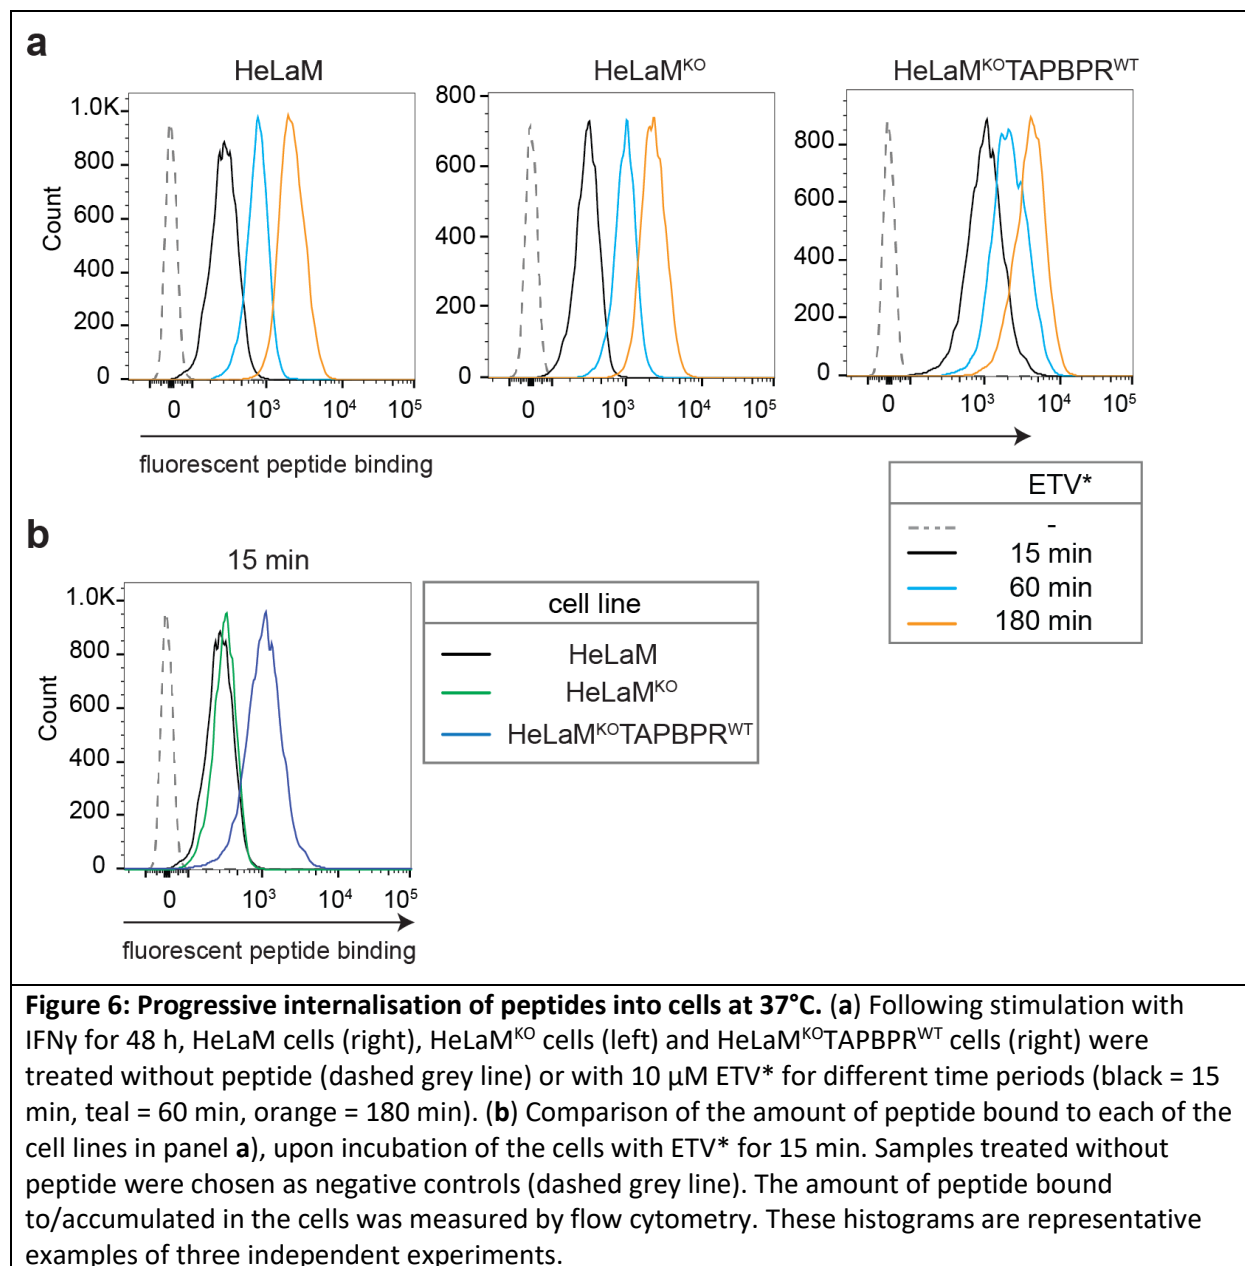 a
HeLaM
HeLaMᴷᴼ
HeLaMᴷᴼTAPBPRᵂᵀ
Count
1.0K
800
600
400
200
0
0 10³ 10⁴ 10⁵
800
600
400
200
0
0 10³ 10⁴ 10⁵
800
600
400
200
0
0 10³ 10⁴ 10⁵
fluorescent peptide binding
ETV*
-
15 min
60 min
180 min
b
15 min
Count
1.0K
800
600
400
200
0
0 10³ 10⁴ 10⁵
fluorescent peptide binding
cell line
HeLaM
HeLaMᴷᴼ
HeLaMᴷᴼTAPBPRᵂᵀ
Figure 6: Progressive internalisation of peptides into cells at 37°C. (a) Following stimulation with
IFNγ for 48 h, HeLaM cells (right), HeLaMᴷᴼ cells (left) and HeLaMᴷᴼTAPBPRᵂᵀ cells (right) were
treated without peptide (dashed grey line) or with 10 µM ETV* for different time periods (black = 15
min, teal = 60 min, orange = 180 min). (b) Comparison of the amount of peptide bound to each of the
cell lines in panel a), upon incubation of the cells with ETV* for 15 min. Samples treated without
peptide were chosen as negative controls (dashed grey line). The amount of peptide bound
to/accumulated in the cells was measured by flow cytometry. These histograms are representative
examples of three independent experiments.